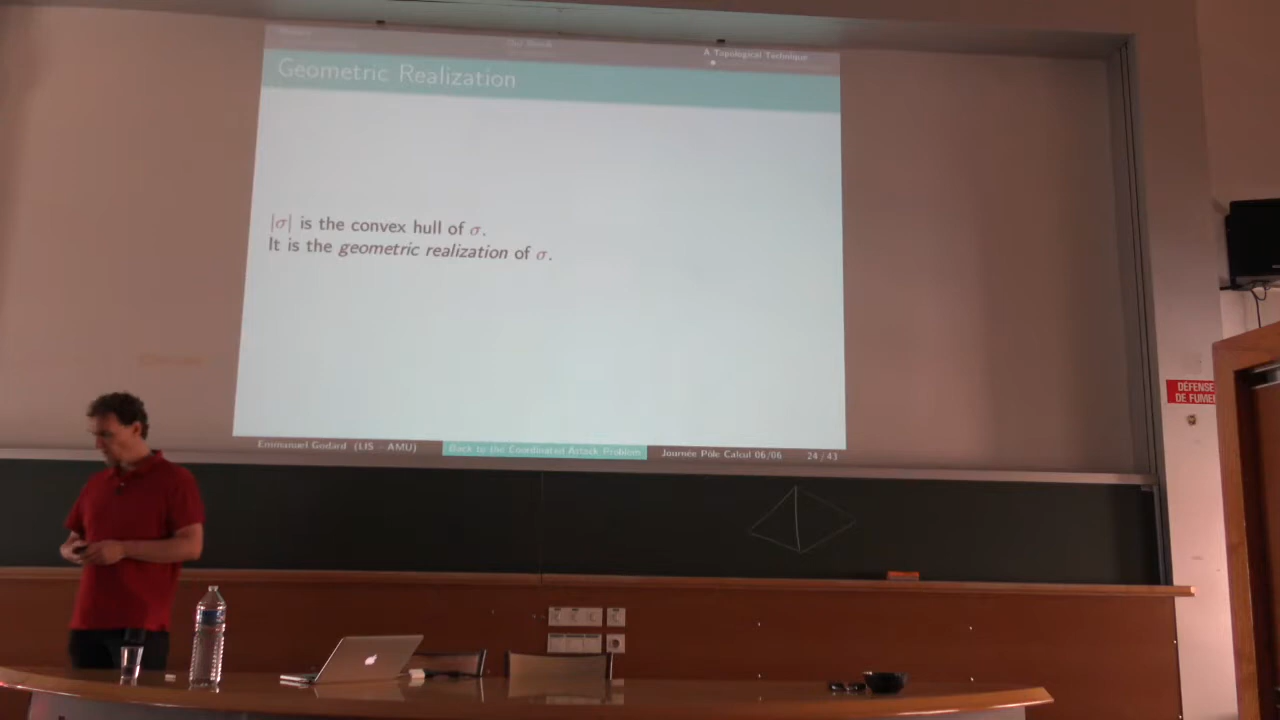 A Topological Technique
Geometric Realization
|σ| is the convex hull of σ.
It is the geometric realization of σ.
Emmanuel Godard (LIS - AMU)
Back to the Coordinated Attack Problem
Journée Pôle Calcul 06/06
24 / 43
DÉFENSE
DE FUMER